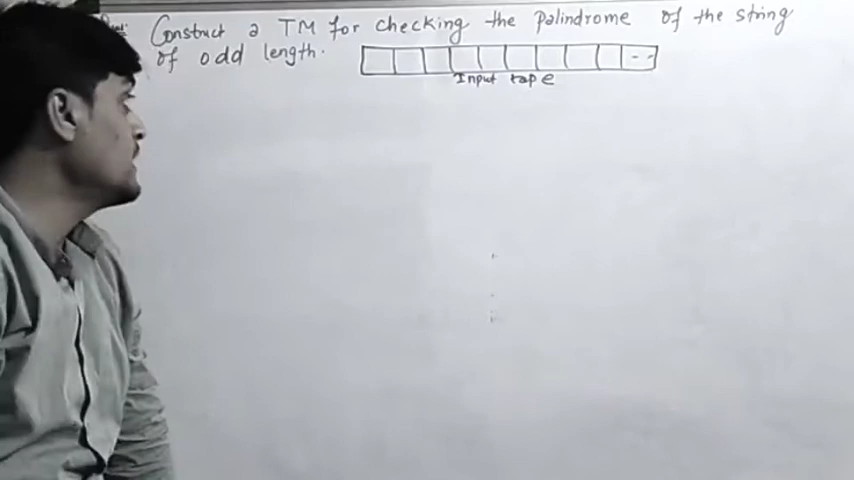 Construct a TM for checking the palindrome of the string
of odd length.
Input tape